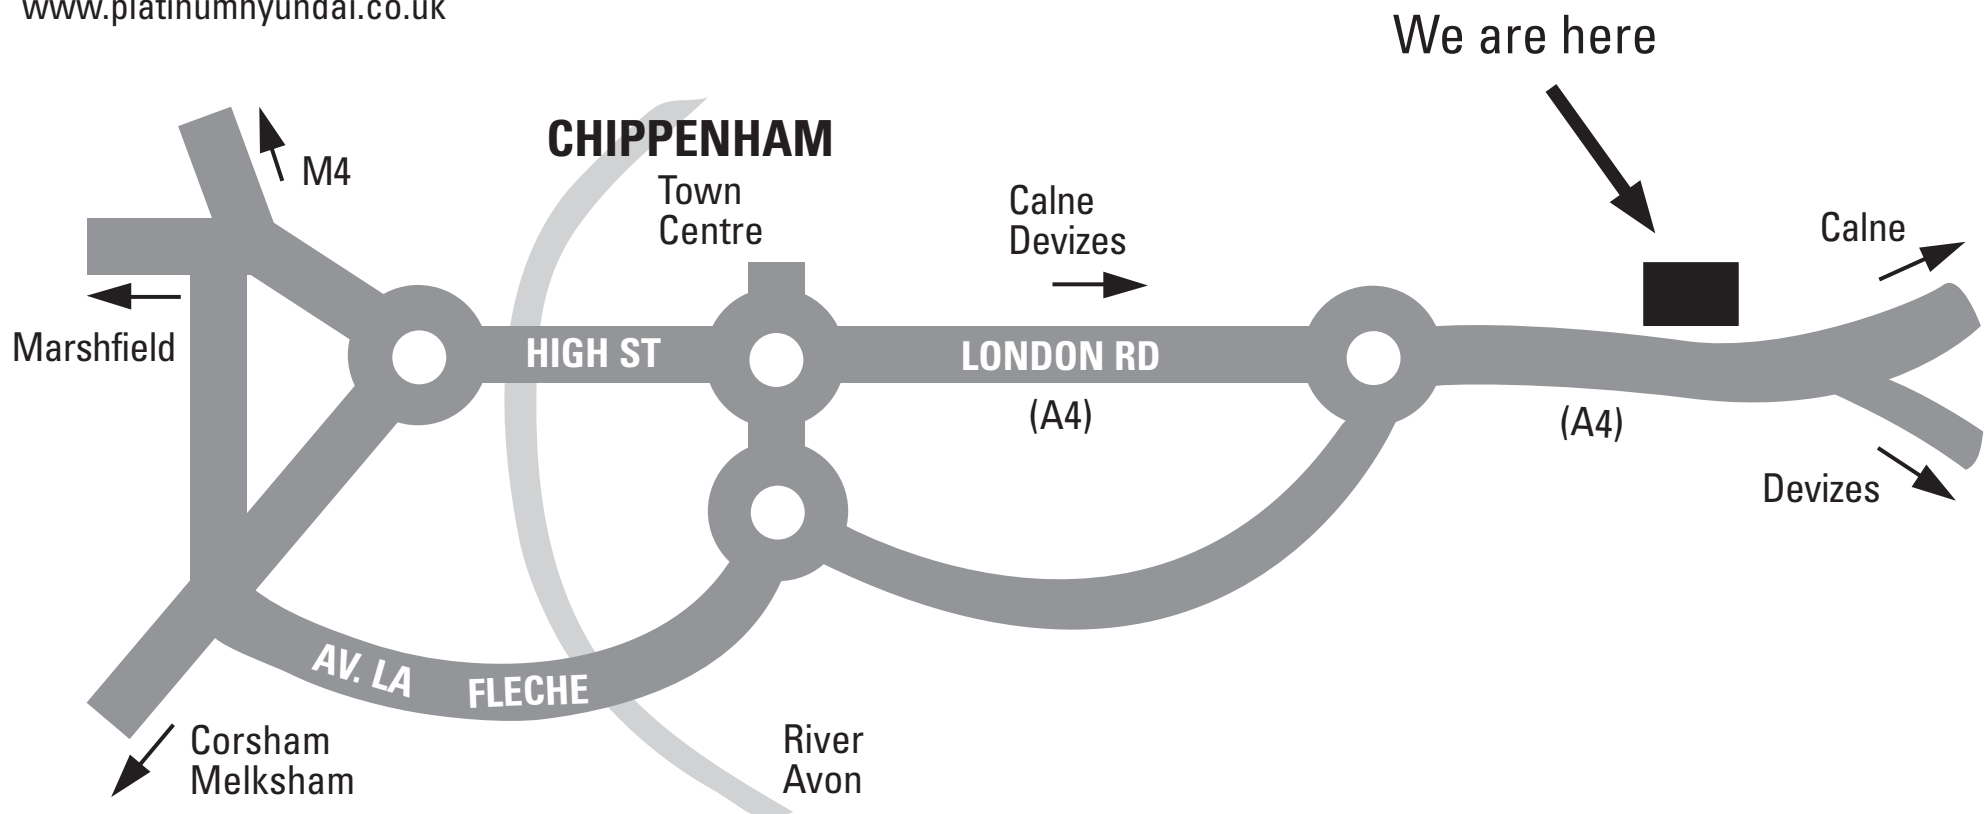 www.platinumhyundai.co.uk
We are here
M4
CHIPPENHAM
Town
Centre
Calne
Devizes
Calne
Marshfield
HIGH ST
LONDON RD
(A4)
(A4)
Devizes
AV. LA FLECHE
Corsham
Melksham
River
Avon